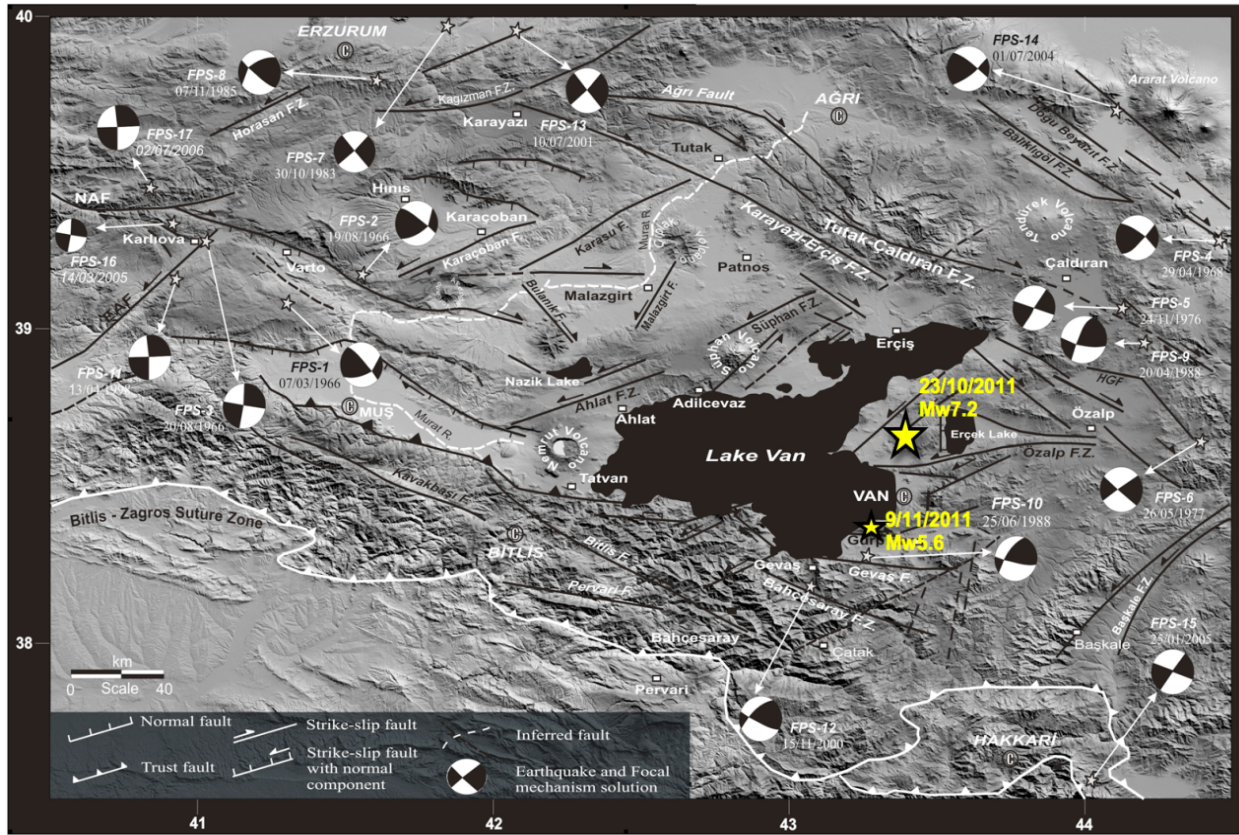 40
39
38
41
42
43
44
ERZURUM
FPS-8
07/11/1985
Horasan F.Z.
Kagızman F.Z.
Karayazı
FPS-17
02/07/2006
FPS-7
30/10/1983
FPS-13
10/07/2001
Ağrı Fault
AĞRI
FPS-14
01/07/2004
Ararat Volcano
Doğu Beyazıt F.Z.
Balıkgöl F.Z.
Tutak
NAF
Hınıs
FPS-2
19/08/1966
Karaçoban
Karaçoban F.
Karasu F.
Murat R.
Volcano
Karayazı-Erçiş F.Z.
Tutak-Çaldıran F.Z.
Tendürek Volcano
FPS-4
29/04/1968
Karlıova
FPS-16
14/03/2005
Varto
Patnos
Çaldıran
EAF
Malazgirt
Bulanık F.
Malazgirt F.
Süphan F.Z.
Süphan Volcano
Erçiş
FPS-5
24/11/1976
FPS-9
20/04/1988
FPS-11
13/04/1998
FPS-1
07/03/1966
Nazik Lake
HGF
FPS-3
20/08/1966
MUŞ
Murat R.
Ahlat F.Z.
Ahlat
Adilcevaz
23/10/2011
Mw7.2
Özalp
Erçek Lake
Özalp F.Z.
Nemrut Volcano
Lake Van
Tatvan
Kavakbaşı F.
VAN
FPS-6
26/05/1977
Bitlis - Zagros Suture Zone
BİTLİS
Bitlis F.
9/11/2011
Mw5.6
FPS-10
25/06/1988
Gevaş
Gevaş F.
Pervari F.
Bahçesaray F.Z.
Bahçesaray
Çatak
Başkale F.Z.
Başkale
FPS-15
25/01/2005
km
0 Scale 40
Pervari
FPS-12
15/11/2000
HAKKARİ
Normal fault
Trust fault
Strike-slip fault
Strike-slip fault
with normal
component
Inferred fault
Earthquake and Focal
mechanism solution